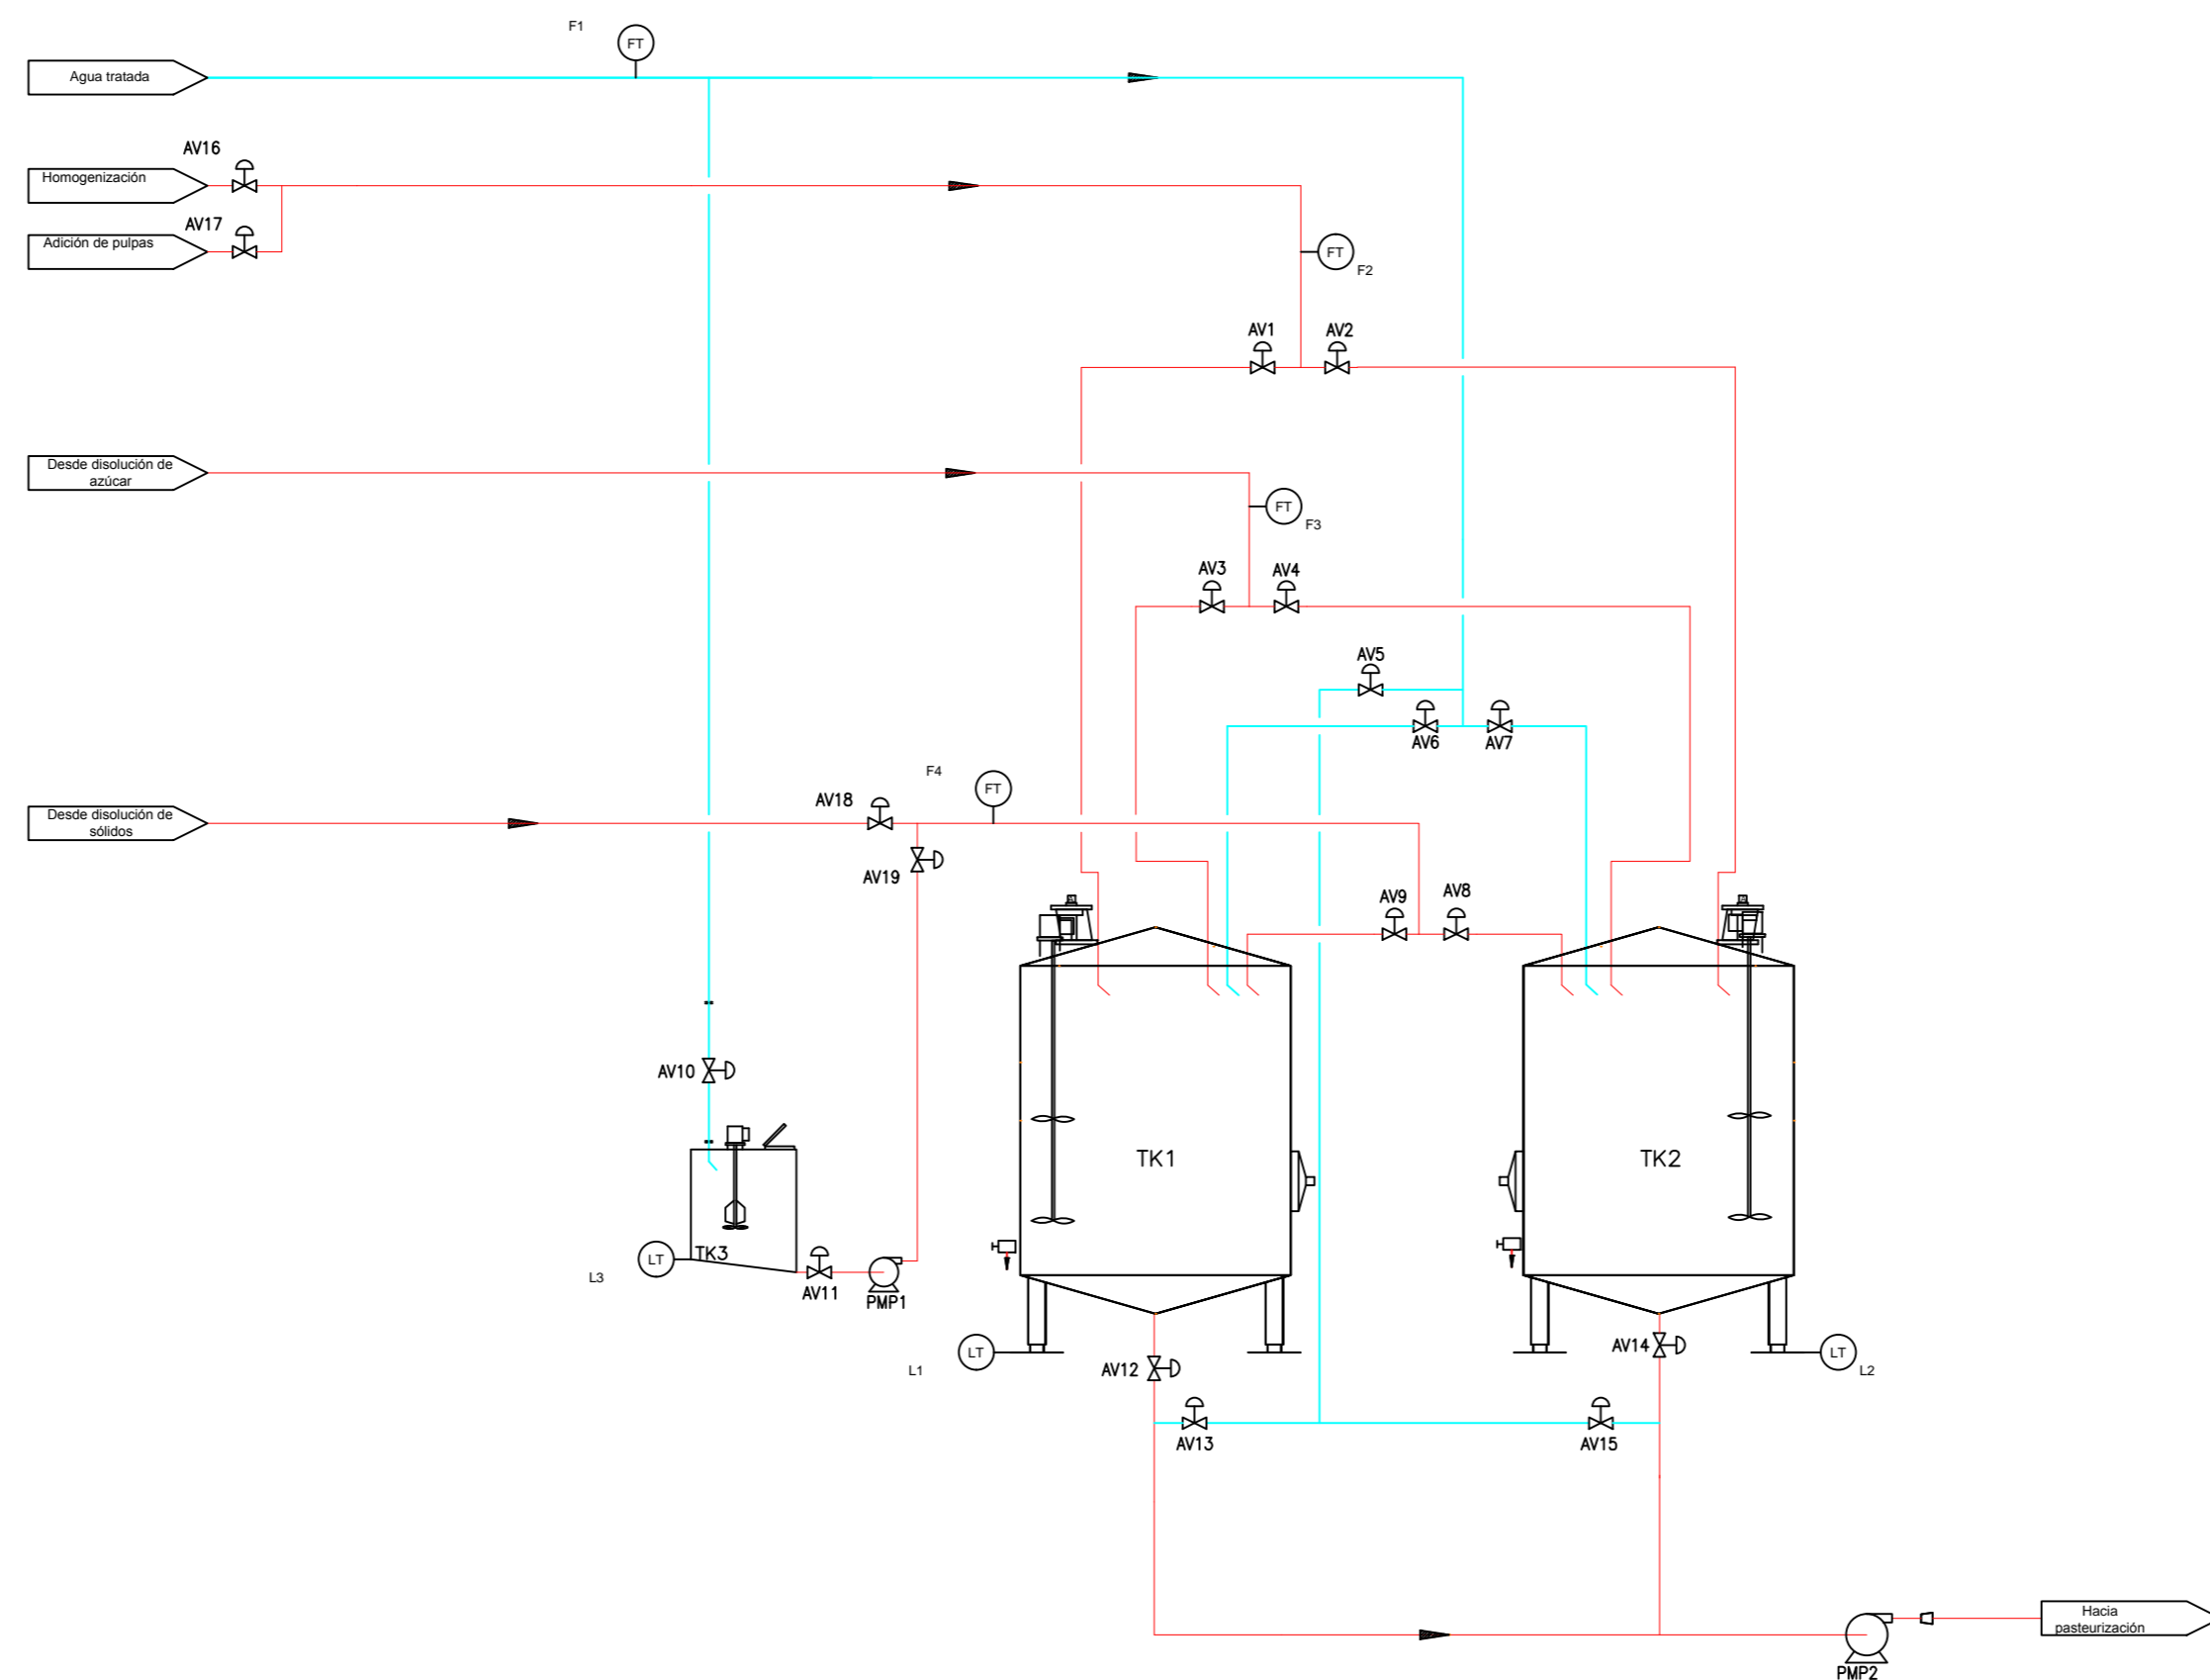 F1
FT
Agua tratada
AV16
Homogenización
AV17
Adición de pulpas
FT
F2
AV1
AV2
Desde disolución de
azúcar
FT
F3
AV3
AV4
AV5
AV6
AV7
F4
FT
AV18
Desde disolución de
sólidos
AV19
AV9
AV8
AV10
TK1
TK2
LT
TK3
L3
AV11
PMP1
LT
L1
AV12
AV14
LT
L2
AV13
AV15
Hacia
pasteurización
PMP2